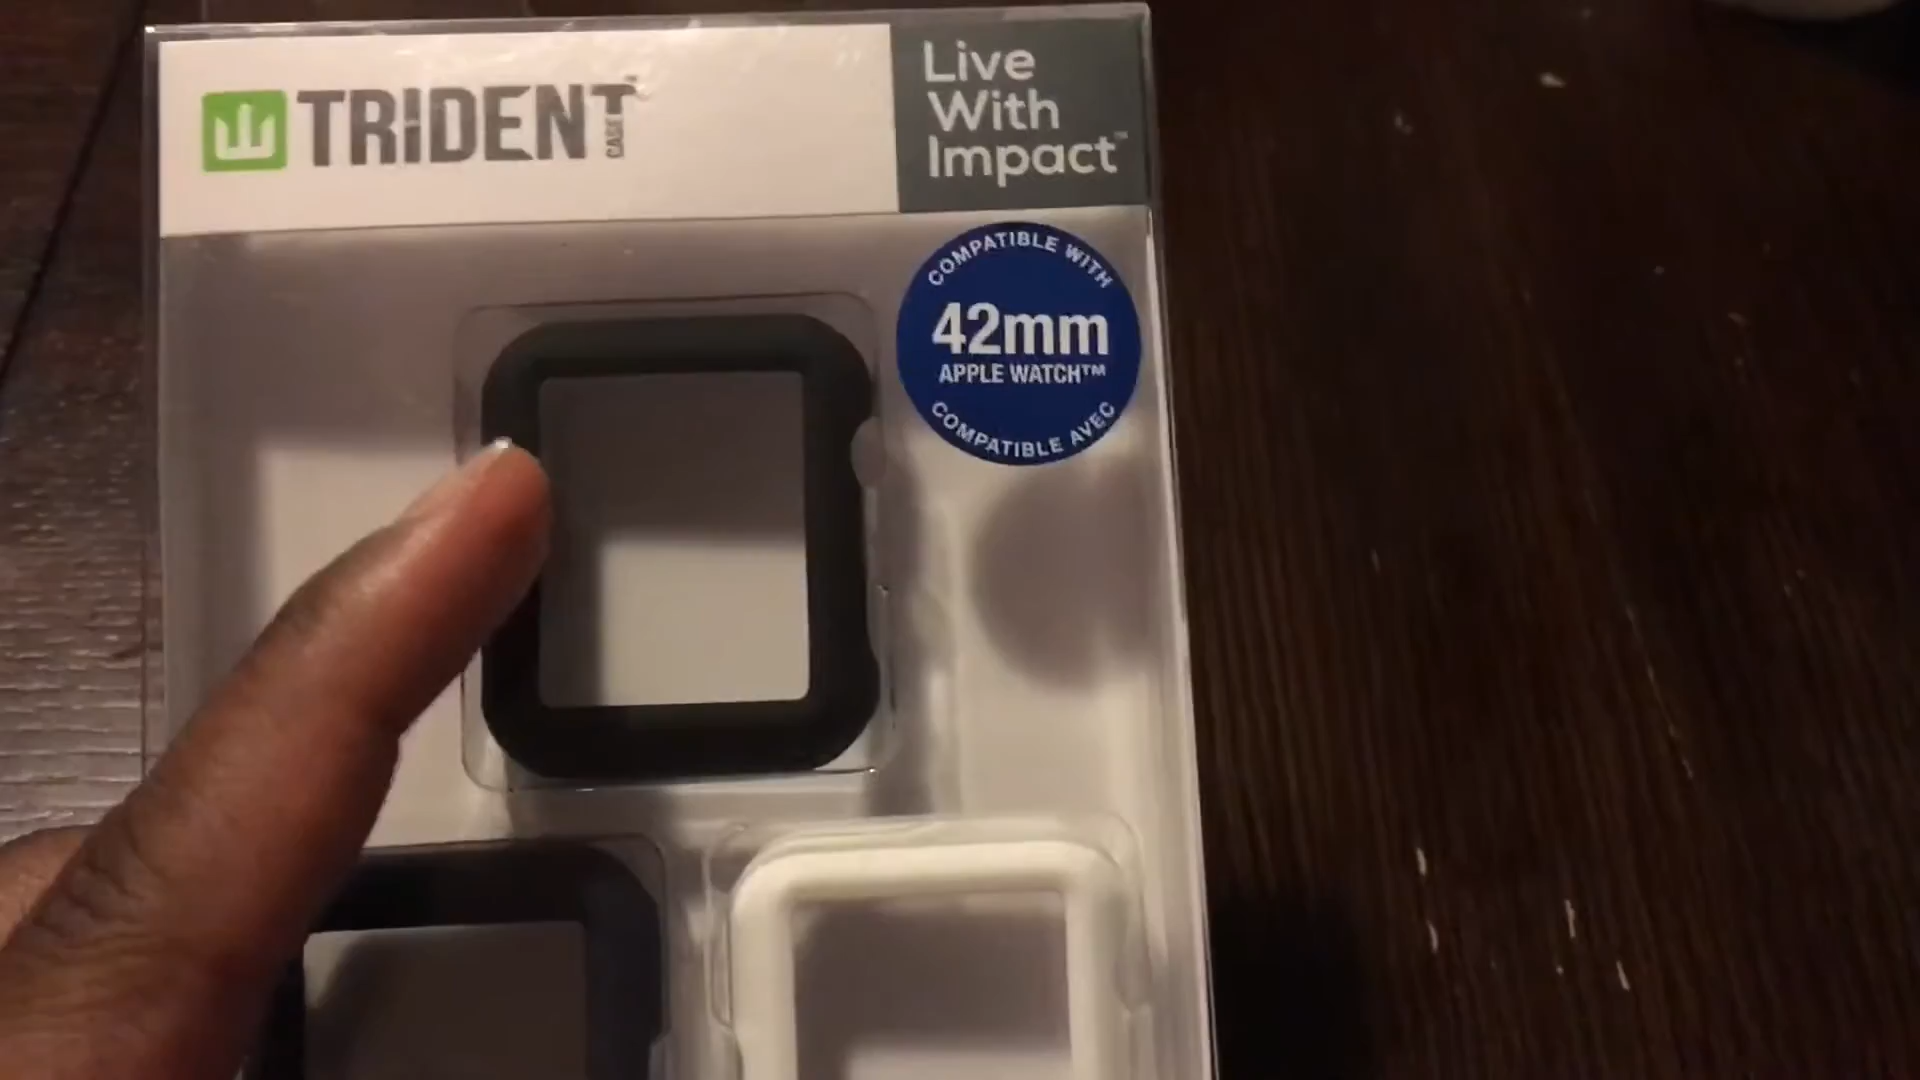 TRIDENT
CASE
Live
With
Impact™
COMPATIBLE WITH
42mm
APPLE WATCH™
COMPATIBLE AVEC